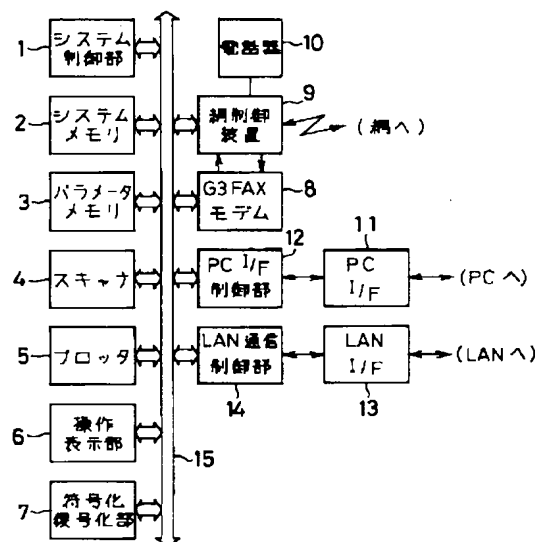 1
システム
制御部
2
システム
メモリ
3
パラメータ
メモリ
4
スキャナ
5
プロッタ
6
操作
表示部
7
符号化
復号化部
電話器
10
9
網制御
装置
(網へ)
G3FAX
モデム
8
12
PC I/F
制御部
11
PC
I/F
(PCへ)
LAN通信
制御部
14
LAN
I/F
13
(LANへ)
15